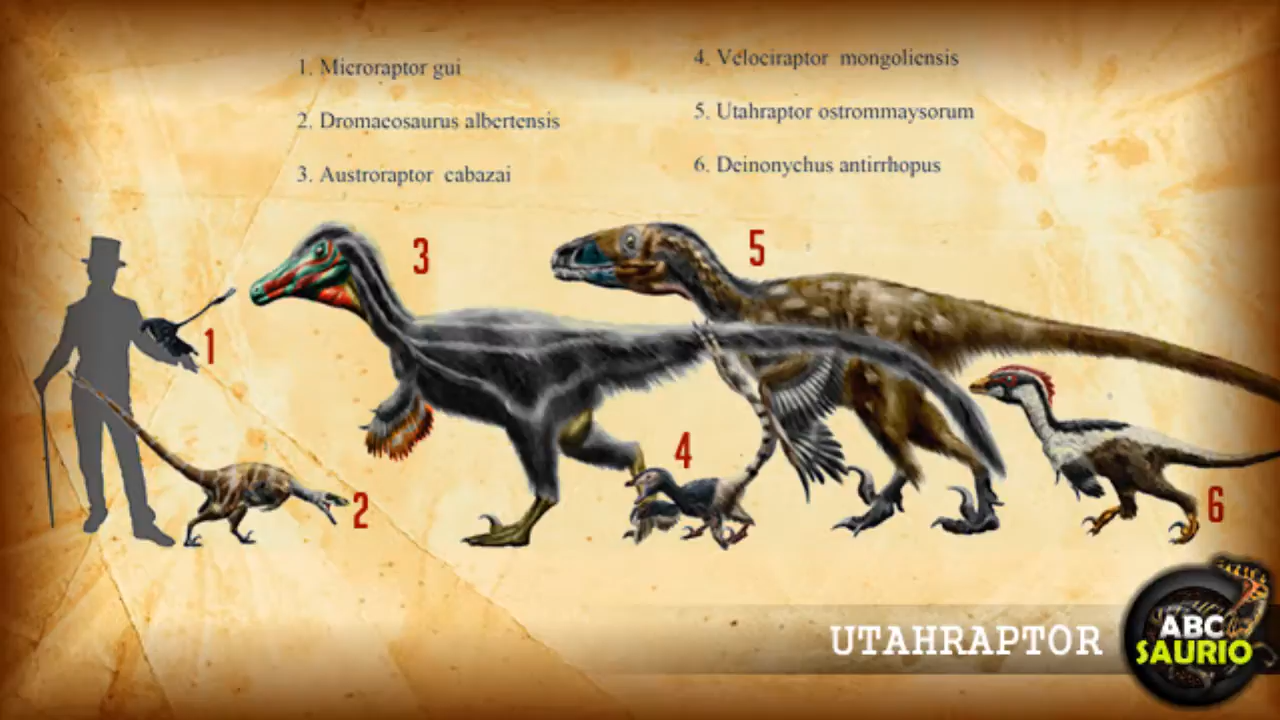 1. Microraptor gui
2. Dromaeosaurus albertensis
3. Austroraptor cabazai
4. Velociraptor mongoliensis
5. Utahraptor ostrommaysorum
6. Deinonychus antirrhopus
3
5
1
4
2
6
UTAHRAPTOR
ABC
SAURIO